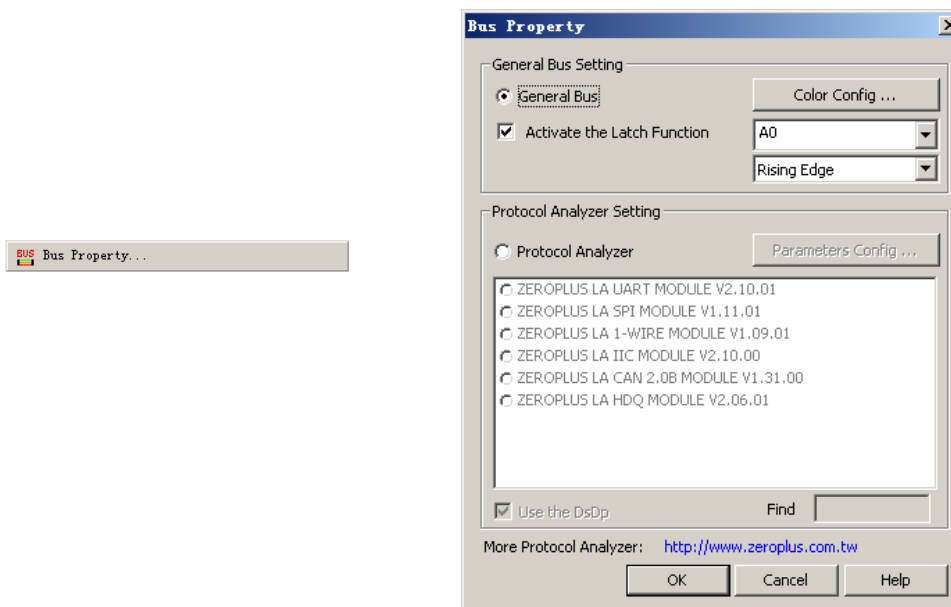 Bus Property
General Bus Setting
General Bus
Color Config ...
Activate the Latch Function
A0
Rising Edge
Protocol Analyzer Setting
BUS Bus Property...
Protocol Analyzer
Parameters Config ...
ZEROPLUS LA UART MODULE V2.10.01
ZEROPLUS LA SPI MODULE V1.11.01
ZEROPLUS LA 1-WIRE MODULE V1.09.01
ZEROPLUS LA IIC MODULE V2.10.00
ZEROPLUS LA CAN 2.0B MODULE V1.31.00
ZEROPLUS LA HDQ MODULE V2.06.01
Use the DsDp
Find
More Protocol Analyzer: http://www.zeroplus.com.tw
OK
Cancel
Help